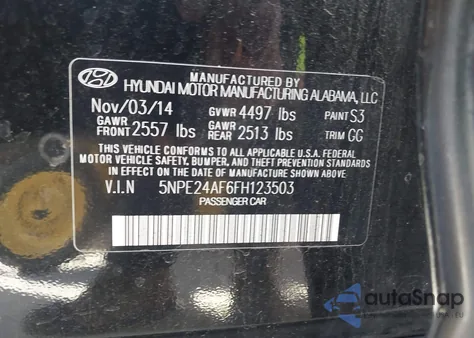 MANUFACTURED BY
HYUNDAI MOTOR MANUFACTURING ALABAMA, LLC
Nov/03/14 GVWR 4497 lbs PAINT S3
GAWR FRONT 2557 lbs GAWR REAR 2513 lbs TRIM GG
THIS VEHICLE CONFORMS TO ALL APPLICABLE U.S.A. FEDERAL
MOTOR VEHICLE SAFETY, BUMPER, AND THEFT PREVENTION STANDARDS
IN EFFECT ON THE DATE OF MANUFACTURE SHOWN ABOVE.
V.I.N 5NPE24AF6FH123503
PASSENGER CAR
autoSnap